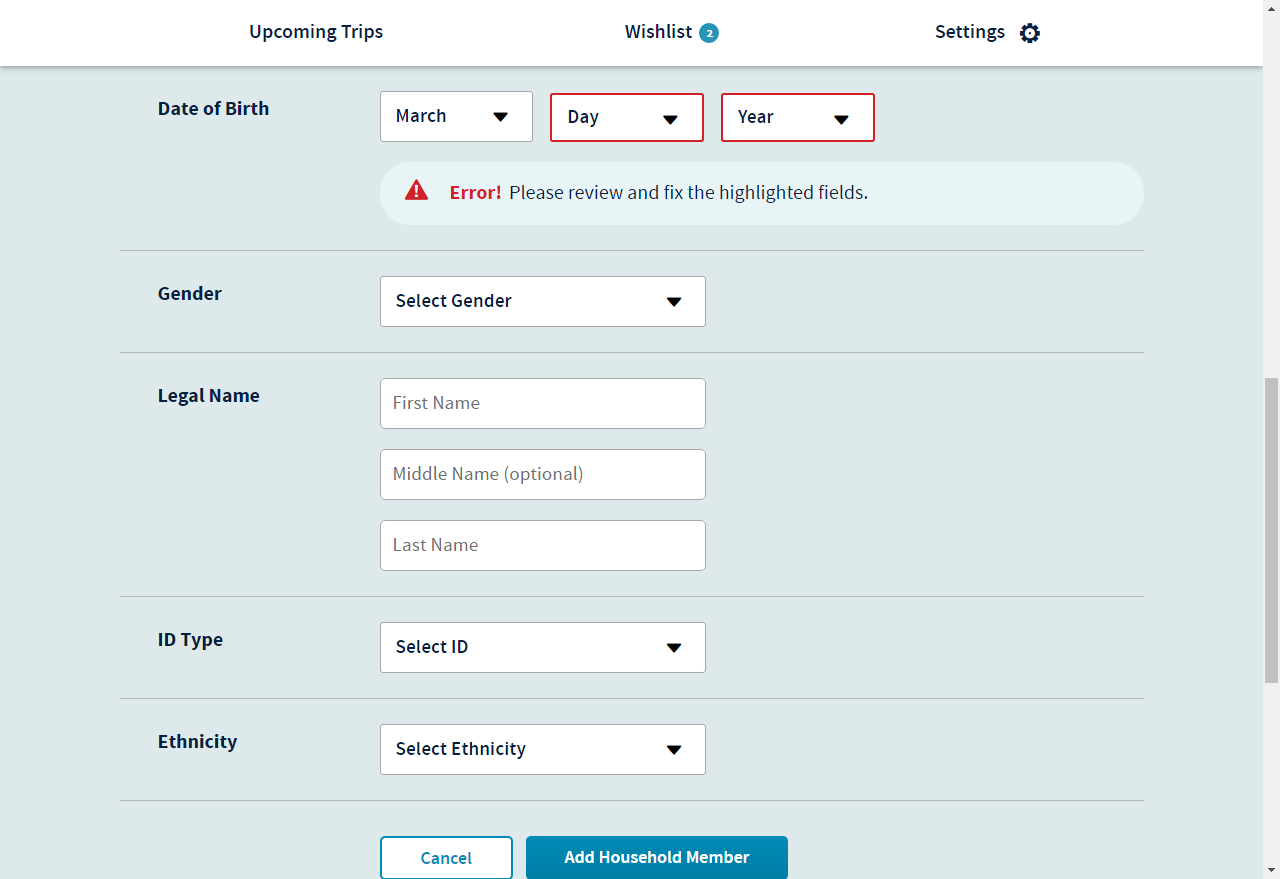 Upcoming Trips Wishlist 2 Settings
Date of Birth March Day Year
Error! Please review and fix the highlighted fields.
Gender Select Gender
Legal Name First Name
Middle Name (optional)
Last Name
ID Type Select ID
Ethnicity Select Ethnicity
Cancel Add Household Member